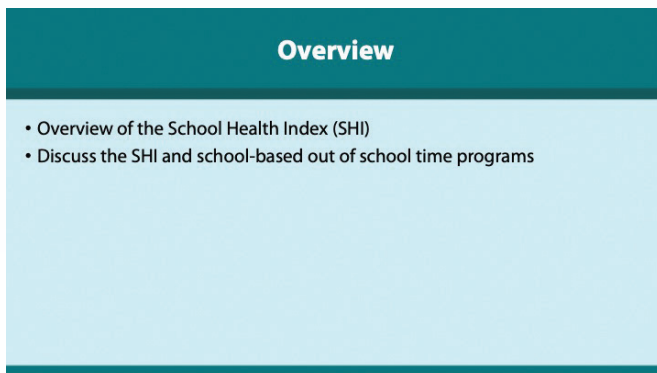 Overview
• Overview of the School Health Index (SHI)
• Discuss the SHI and school-based out of school time programs